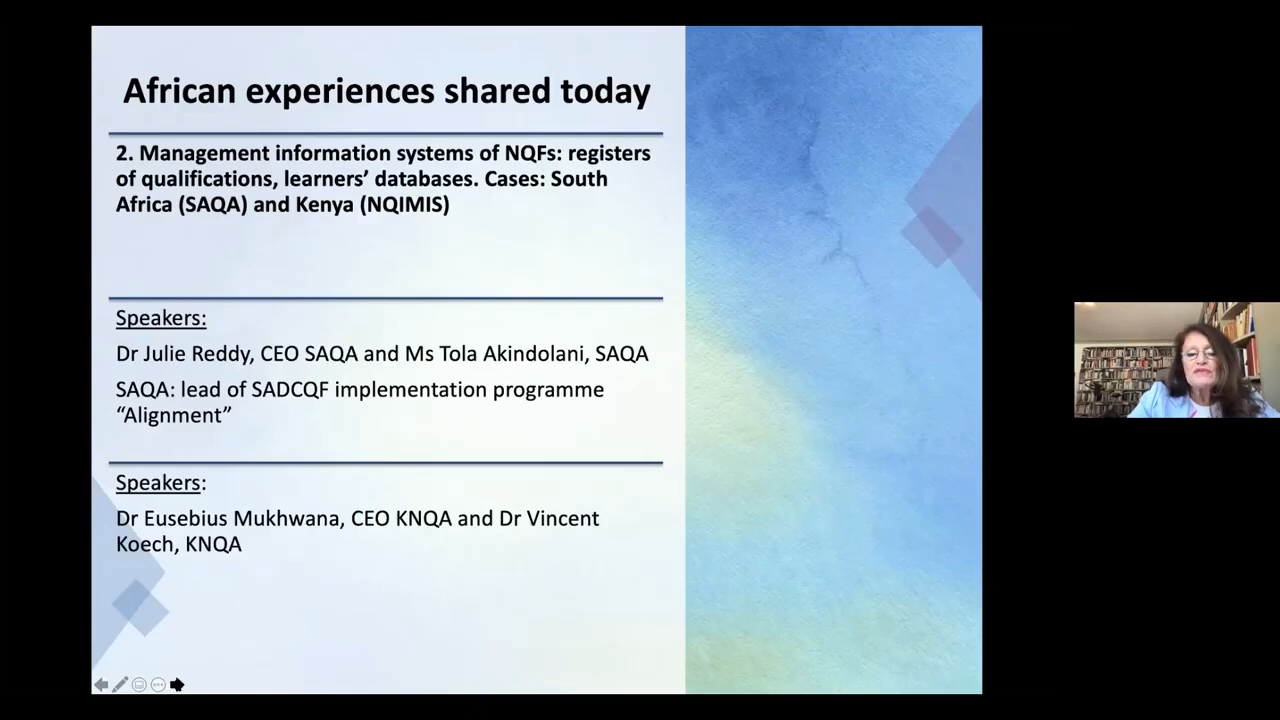 African experiences shared today
2. Management information systems of NQFs: registers
of qualifications, learners’ databases. Cases: South
Africa (SAQA) and Kenya (NQIMIS)
Speakers:
Dr Julie Reddy, CEO SAQA and Ms Tola Akindolani, SAQA
SAQA: lead of SADCQF implementation programme
“Alignment”
Speakers:
Dr Eusebius Mukhwana, CEO KNQA and Dr Vincent
Koech, KNQA